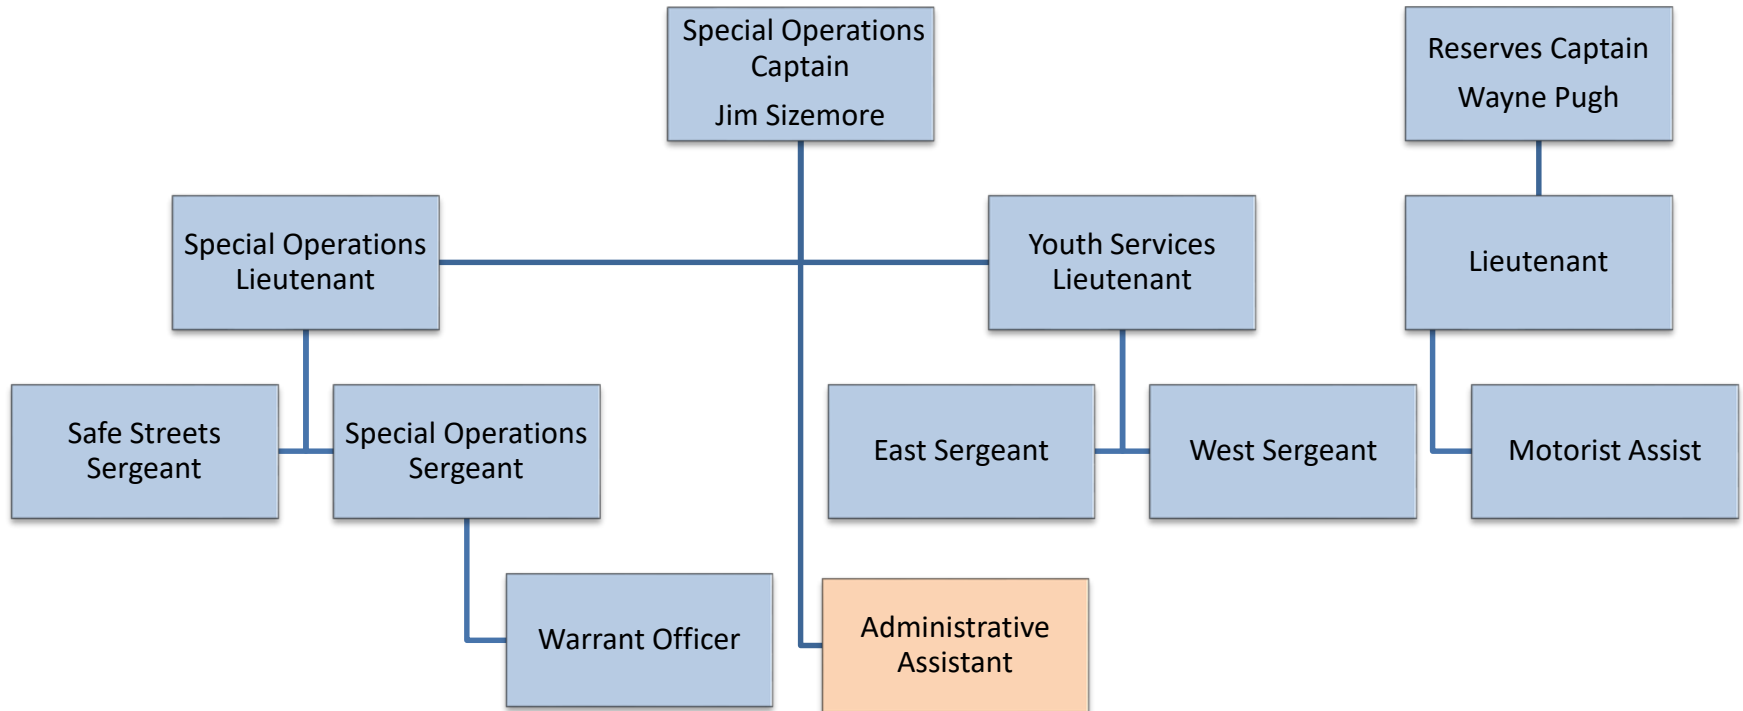 Special Operations
Captain
Jim Sizemore
Reserves Captain
Wayne Pugh
Special Operations
Lieutenant
Youth Services
Lieutenant
Lieutenant
Safe Streets
Sergeant
Special Operations
Sergeant
East Sergeant
West Sergeant
Motorist Assist
Warrant Officer
Administrative
Assistant